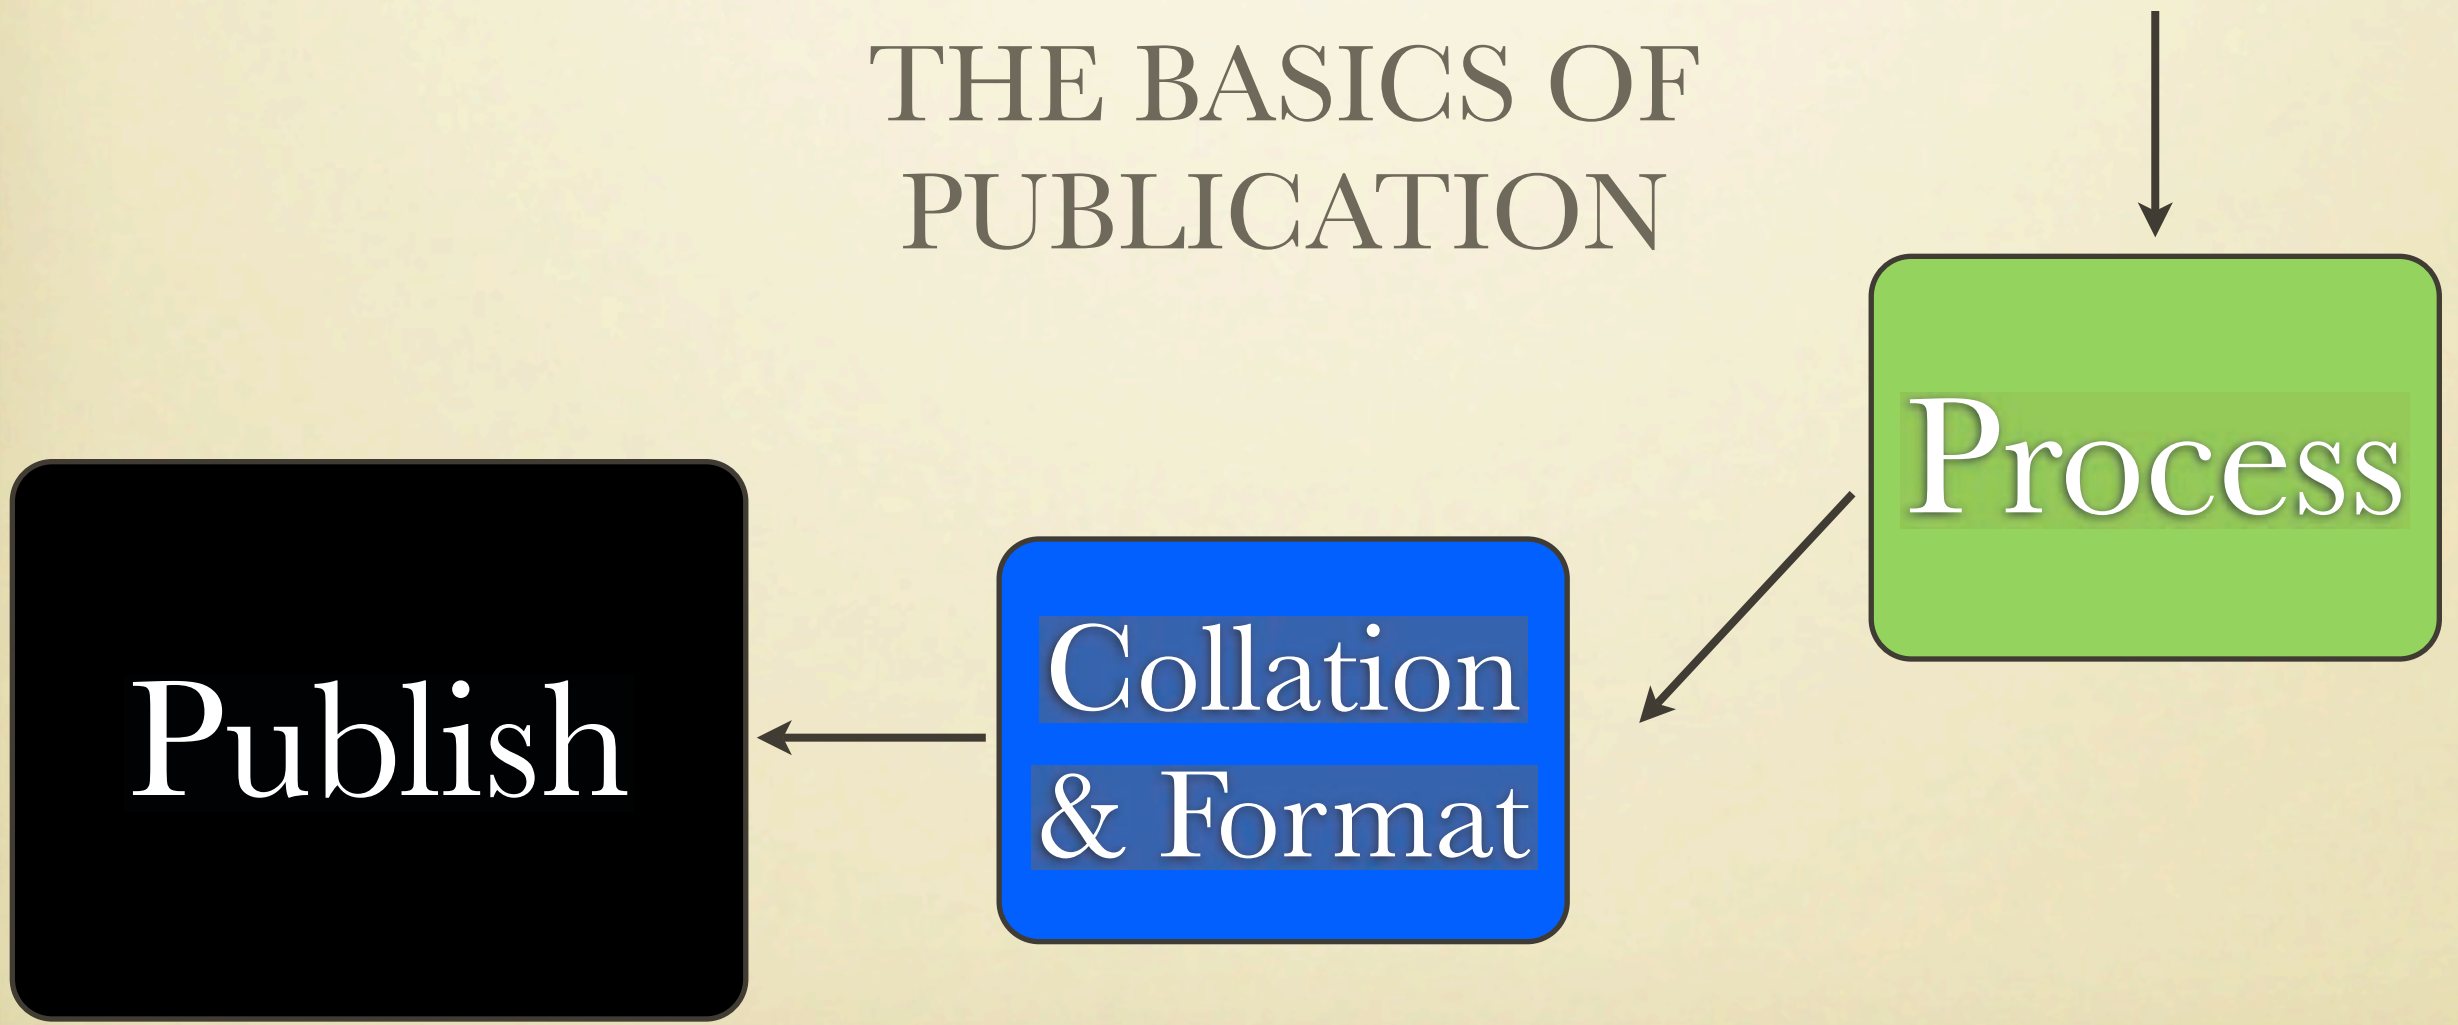 THE BASICS OF
PUBLICATION
Process
Collation
& Format
Publish